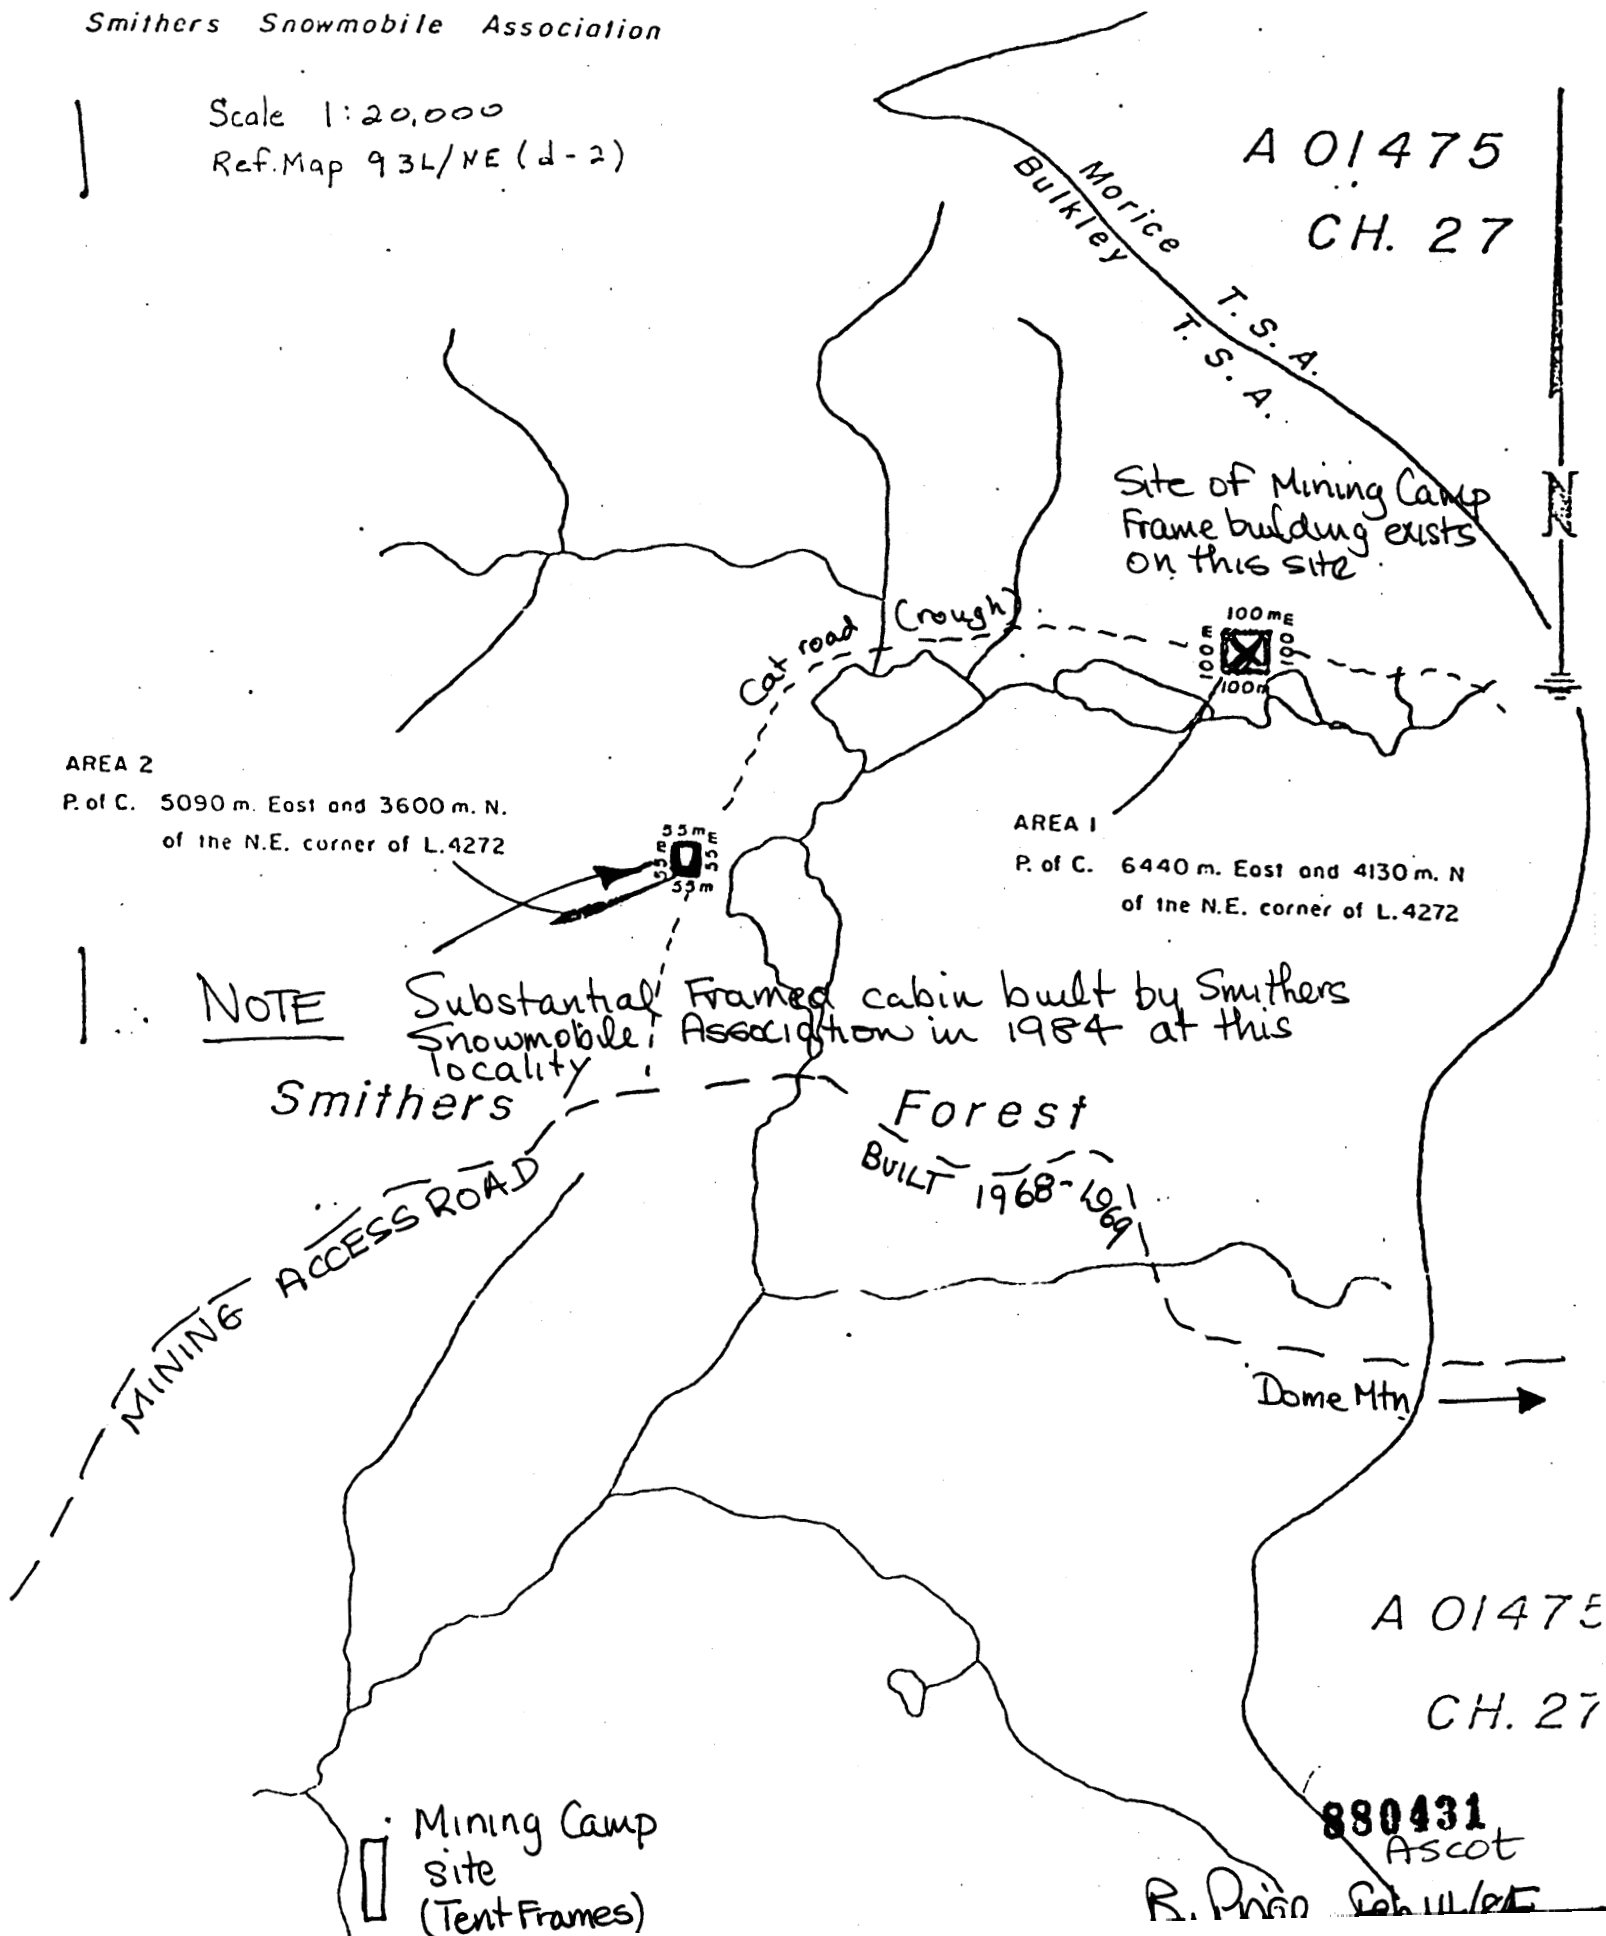 Smithers Snowmobile Association
Scale 1:20,000
Ref. Map 93L/NE (d-2)
A 01475
CH. 27
Morice T. S. A.
Bulkley T. S. A.
N
Site of Mining Camp
Frame building exists
on this site
Cat road (rough)
100 m
100
100
100m
AREA 2
P. of C. 5090 m. East and 3600 m. N.
of the N.E. corner of L. 4272
55m
55m
55m
55m
AREA 1
P. of C. 6440 m. East and 4130 m. N
of the N.E. corner of L. 4272
NOTE Substantial Framed cabin built by Smithers
Snowmobile Association in 1984 at this
locality
Smithers Forest
BUILT 1968-1969
MINING ACCESS ROAD
Dome Mtn
A 01475
CH. 27
880431
Ascot
Mining Camp
site
(Tent Frames)
B.